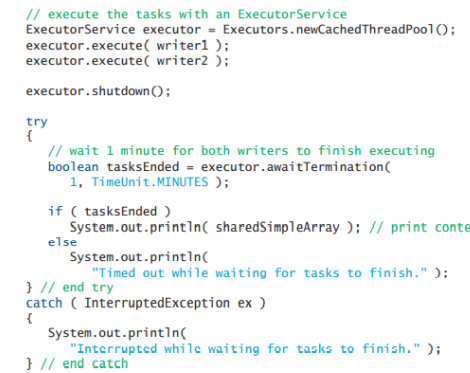 // execute the tasks with an ExecutorService
ExecutorService executor = Executors.newCachedThreadPool();
executor.execute( writer1 );
executor.execute( writer2 );
executor.shutdown();
try
{
// wait 1 minute for both writers to finish executing
boolean tasksEnded = executor.awaitTermination(
1, TimeUnit.MINUTES );
if ( tasksEnded )
System.out.println( sharedSimpleArray ); // print conte
else
System.out.println(
"Timed out while waiting for tasks to finish." );
} // end try
catch ( InterruptedException ex )
{
System.out.println(
"Interrupted while waiting for tasks to finish." );
} // end catch